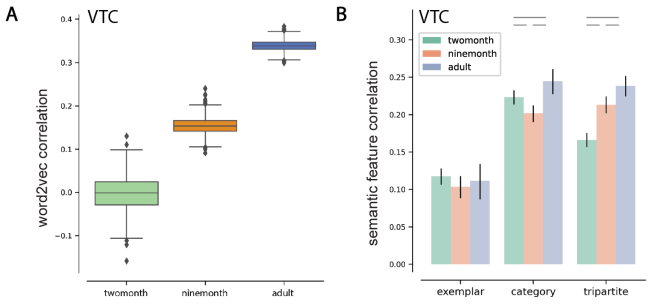 A
VTC
word2vec correlation
0.4
0.3
0.2
0.1
0.0
−0.1
twomonth
ninemonth
adult
B
VTC
semantic feature correlation
0.30
0.25
0.20
0.15
0.10
0.05
0.00
twomonth
ninemonth
adult
exemplar
category
tripartite